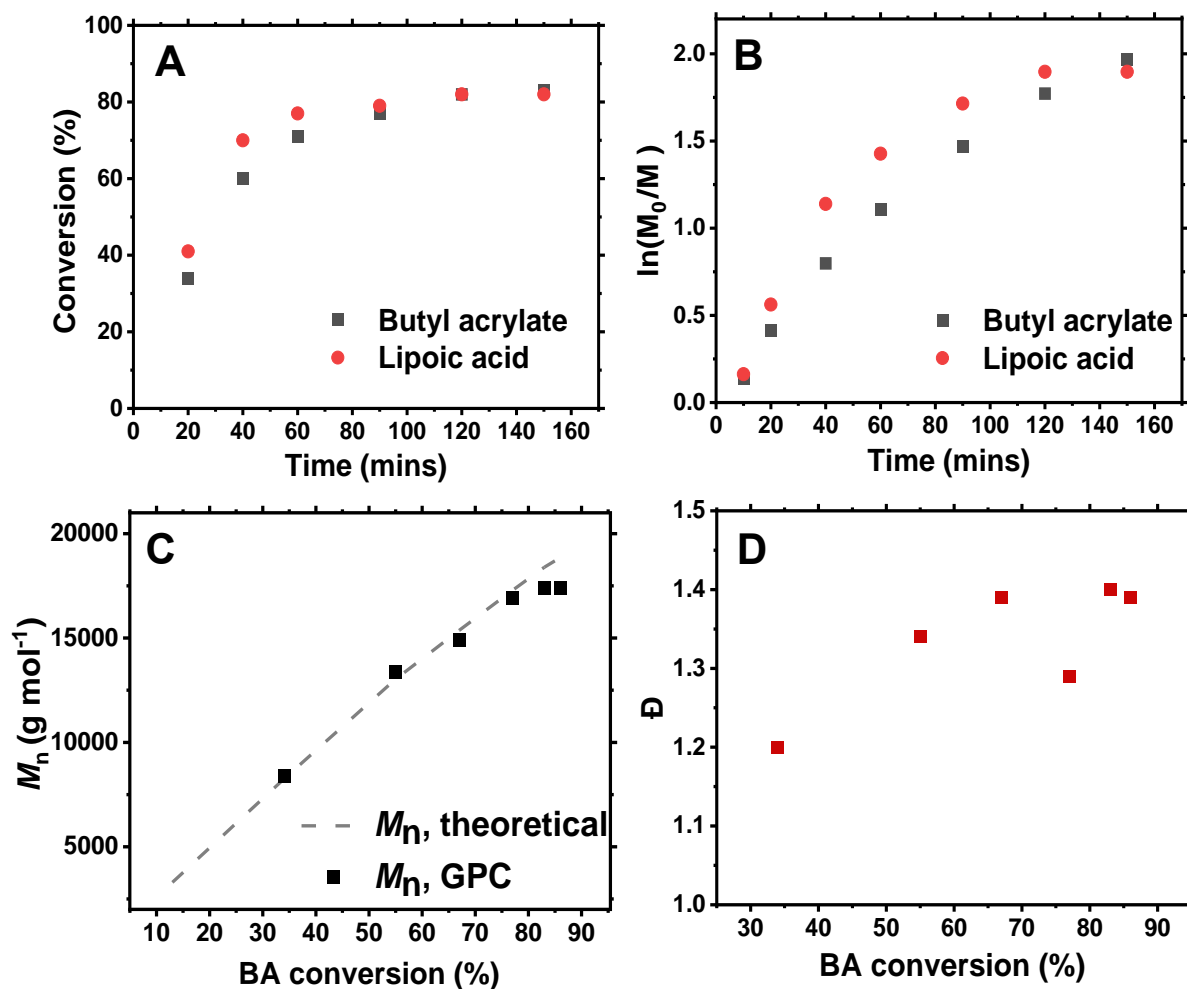 A
Conversion (%)
100
80
60
40
20
0
Butyl acrylate
Lipoic acid
0 20 40 60 80 100 120 140 160
Time (mins)
B
ln(M₀/M )
2.0
1.5
1.0
0.5
0.0
Butyl acrylate
Lipoic acid
0 20 40 60 80 100 120 140 160
Time (mins)
C
Mₙ (g mol⁻¹)
20000
15000
10000
5000
Mn, theoretical
Mn, GPC
10 20 30 40 50 60 70 80 90
BA conversion (%)
D
Đ
1.5
1.4
1.3
1.2
1.1
1.0
30 40 50 60 70 80 90
BA conversion (%)